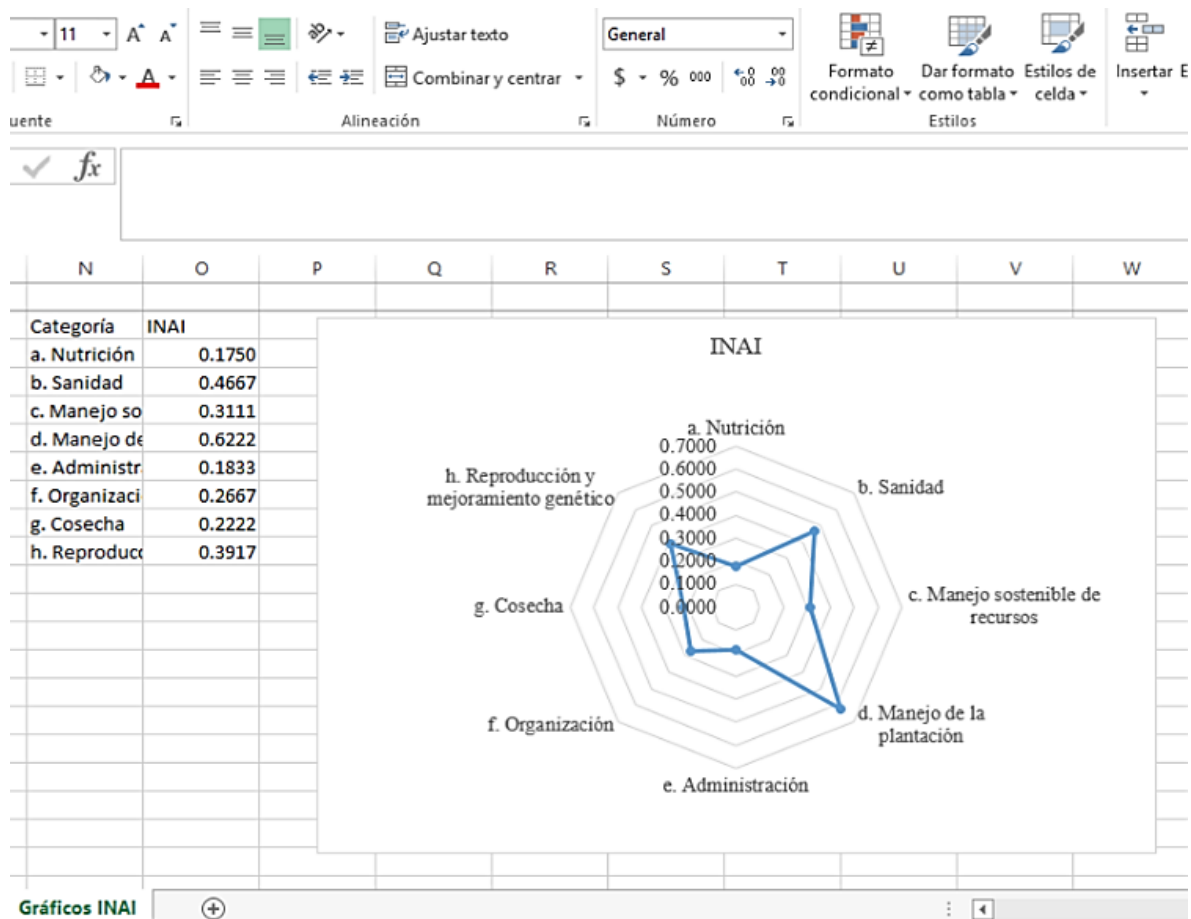 11
A A
Ajustar texto
General
A
Combinar y centrar
$ % 000
Formato condicional
Dar formato como tabla
Estilos de celda
Insertar E
uente
Alineación
Número
Estilos
fx
N O P Q R S T U V W
Categoría INAI
a. Nutrición 0.1750
b. Sanidad 0.4667
c. Manejo so 0.3111
d. Manejo de 0.6222
e. Administr 0.1833
f. Organizaci 0.2667
g. Cosecha 0.2222
h. Reproducc 0.3917
INAI
a. Nutrición
0.7000
0.6000
0.5000
0.4000
0.3000
0.2000
0.1000
0.0000
b. Sanidad
c. Manejo sostenible de
recursos
d. Manejo de la
plantación
e. Administración
f. Organización
g. Cosecha
h. Reproducción y
mejoramiento genético
Gráficos INAI